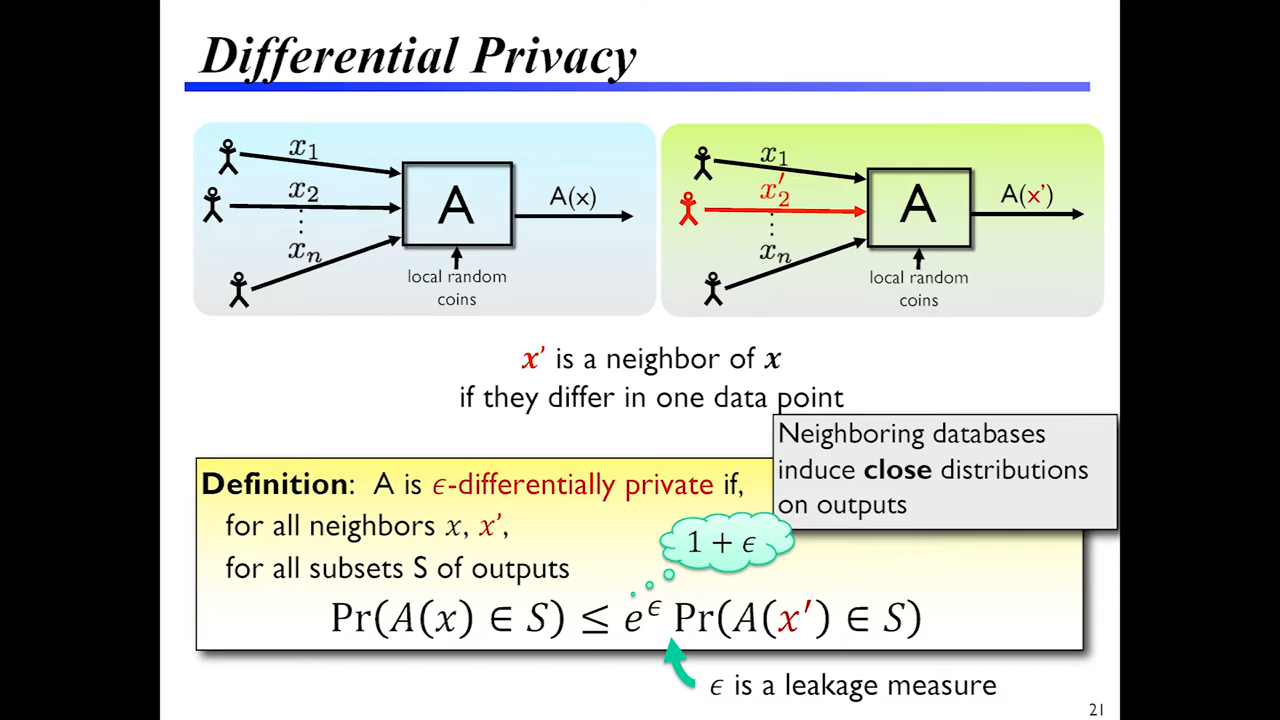 Differential Privacy
x₁
x₂
⋮
xₙ
A
A(x)
local random
coins
x₁
x₂′
⋮
xₙ
A
A(x’)
local random
coins
x’ is a neighbor of x
if they differ in one data point
Neighboring databases
induce close distributions
on outputs
Definition: A is ϵ-differentially private if,
for all neighbors x, x’,
for all subsets S of outputs
1 + ϵ
Pr(A(x) ∈ S) ≤ e^ϵ Pr(A(x′) ∈ S)
ϵ is a leakage measure
21